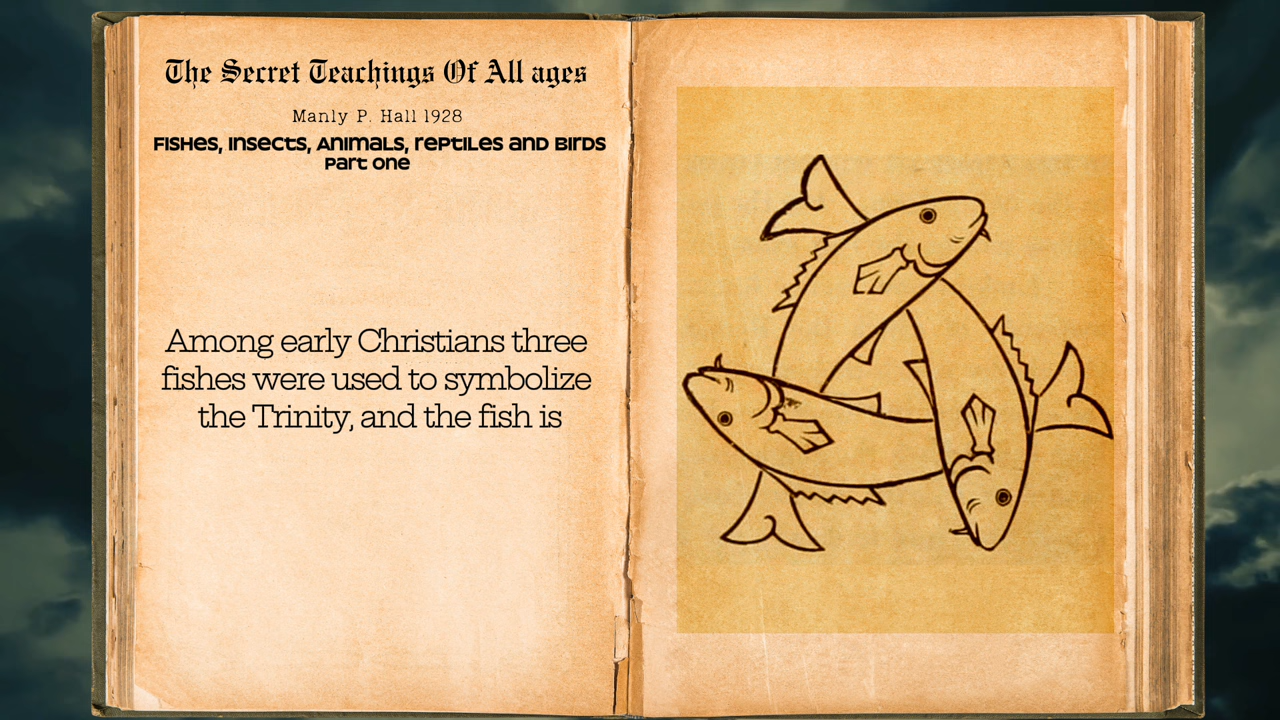 The Secret Teachings Of All ages
Manly P. Hall 1928
Fishes, Insects, Animals, reptiles and Birds
Part one
Among early Christians three
fishes were used to symbolize
the Trinity, and the fish is